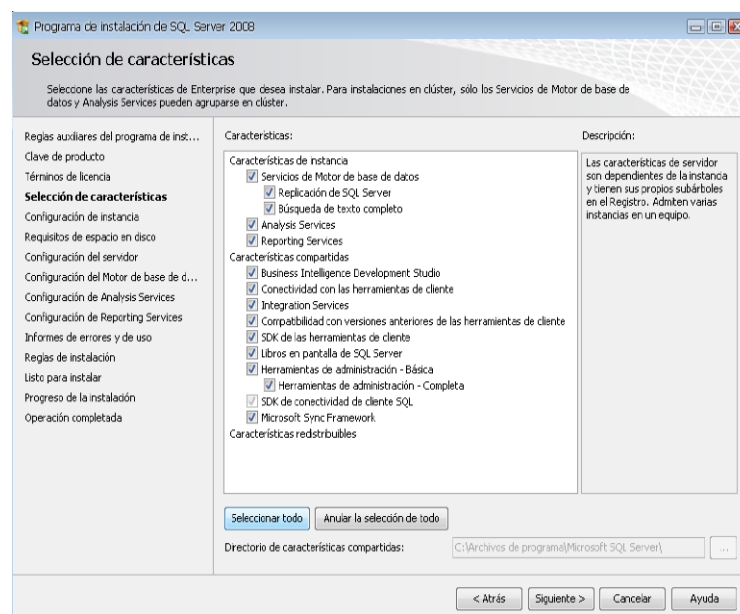 Programa de instalación de SQL Server 2008
Selección de características
Seleccione las características de Enterprise que desea instalar. Para instalaciones en clúster, sólo los Servicios de Motor de base de
datos y Analysis Services pueden agruparse en clúster.
Reglas auxiliares del programa de inst...
Clave de producto
Términos de licencia
Selección de características
Configuración de instancia
Requisitos de espacio en disco
Configuración del servidor
Configuración del Motor de base de d...
Configuración de Analysis Services
Configuración de Reporting Services
Informes de errores y de uso
Reglas de instalación
Listo para instalar
Progreso de la instalación
Operación completada
Características:
Características de instancia
Servicios de Motor de base de datos
Replicación de SQL Server
Búsqueda de texto completo
Analysis Services
Reporting Services
Características compartidas
Business Intelligence Development Studio
Conectividad con las herramientas de cliente
Integration Services
Compatibilidad con versiones anteriores de las herramientas de cliente
SDK de las herramientas de cliente
Libros en pantalla de SQL Server
Herramientas de administración - Básica
Herramientas de administración - Completa
SDK de conectividad de cliente SQL
Microsoft Sync Framework
Características redistribuibles
Descripción:
Las características de servidor
son dependientes de la instancia
y tienen sus propios subárboles
en el Registro. Admiten varias
instancias en un equipo.
Seleccionar todo
Anular la selección de todo
Directorio de características compartidas:
C:\Archivos de programa\Microsoft SQL Server\
...
< Atrás
Siguiente >
Cancelar
Ayuda